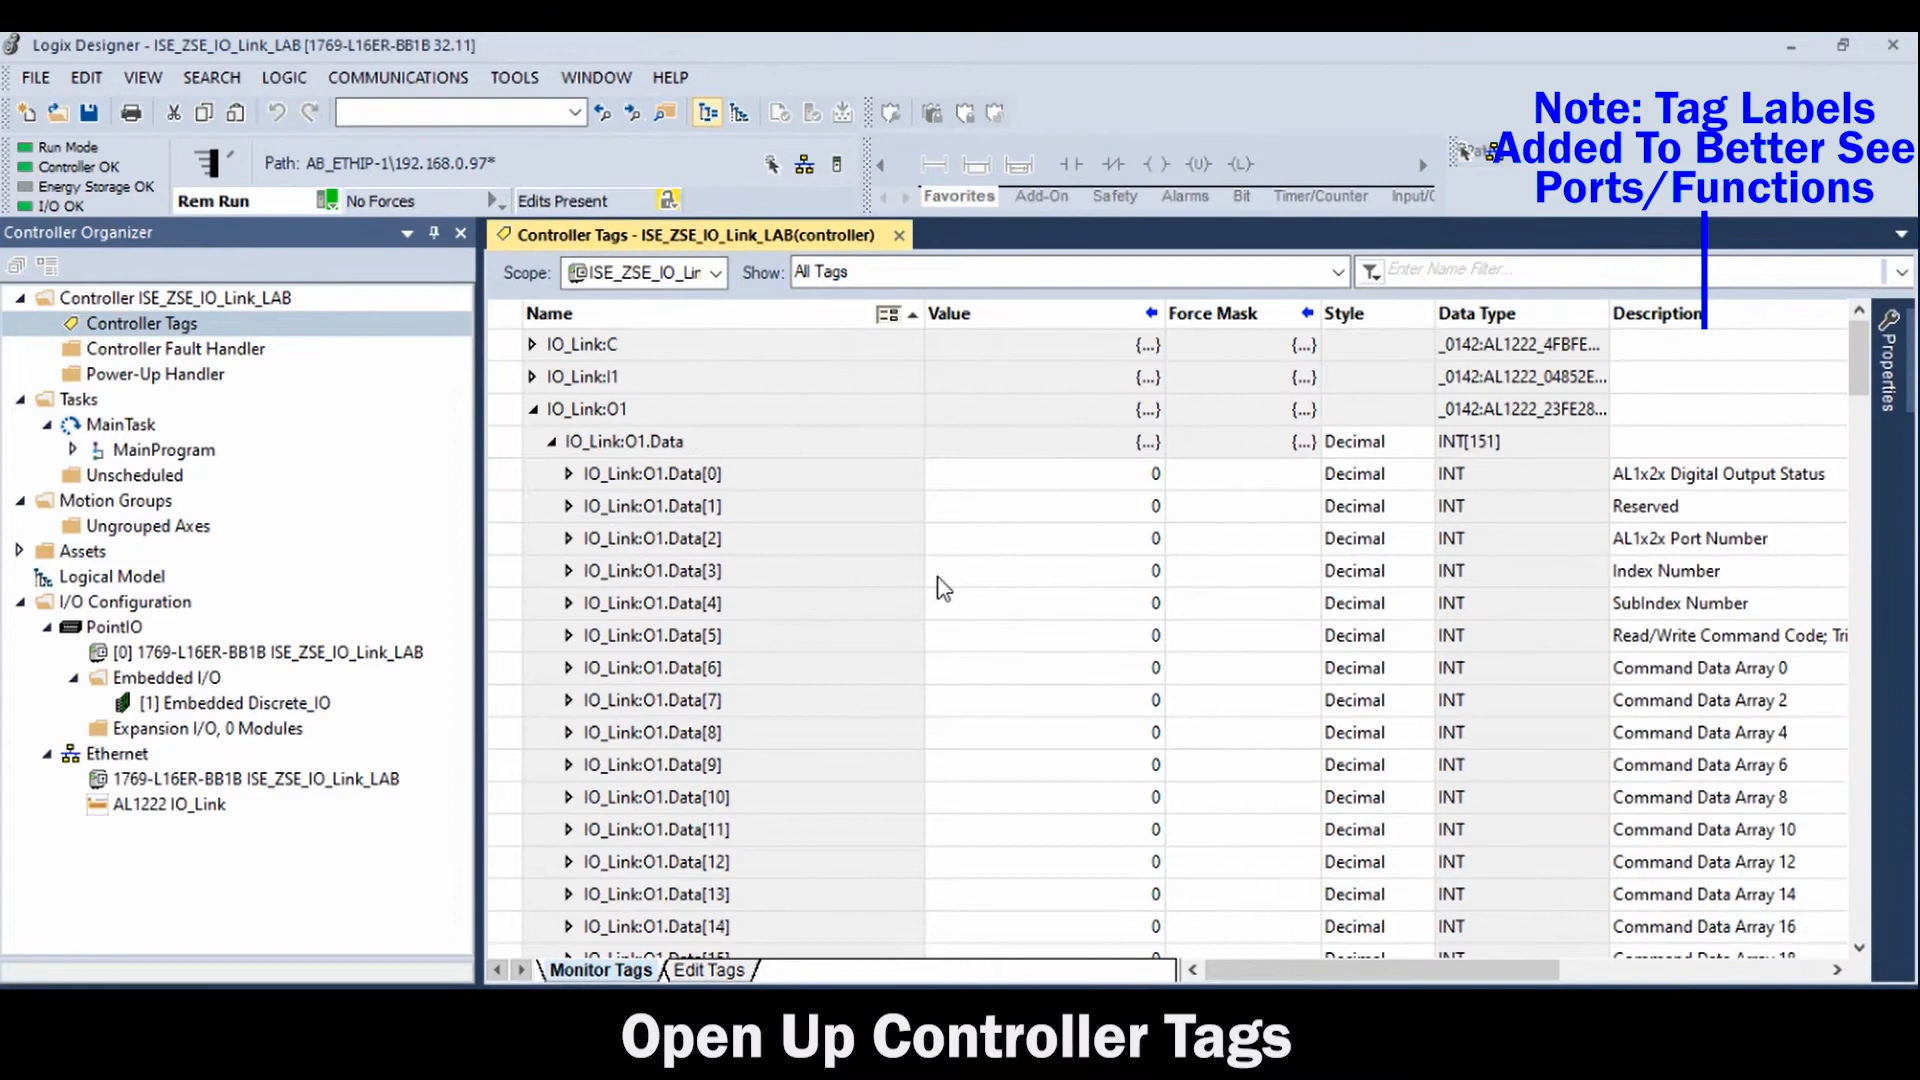 Logix Designer - ISE_ZSE_IO_Link_LAB [1769-L16ER-BB1B 32.11]
FILE EDIT VIEW SEARCH LOGIC COMMUNICATIONS TOOLS WINDOW HELP
Note: Tag Labels
Added To Better See
Ports/Functions
Run Mode
Controller OK
Energy Storage OK
I/O OK
Path: AB_ETHIP-1\192.168.0.97*
Rem Run No Forces Edits Present
Favorites Add-On Safety Alarms Bit Timer/Counter
Controller Organizer
Controller ISE_ZSE_IO_Link_LAB
Controller Tags
Controller Fault Handler
Power-Up Handler
Tasks
MainTask
MainProgram
Unscheduled
Motion Groups
Ungrouped Axes
Assets
Logical Model
I/O Configuration
PointIO
[0] 1769-L16ER-BB1B ISE_ZSE_IO_Link_LAB
Embedded I/O
[1] Embedded Discrete_IO
Expansion I/O, 0 Modules
Ethernet
1769-L16ER-BB1B ISE_ZSE_IO_Link_LAB
AL1222 IO_Link
Controller Tags - ISE_ZSE_IO_Link_LAB(controller)
Scope: ISE_ZSE_IO_Lir Show: All Tags Enter Name Filter...
Name Value Force Mask Style Data Type Description
IO_Link:C {...} {...} _0142:AL1222_4FBFE...
IO_Link:I1 {...} {...} _0142:AL1222_04852E...
IO_Link:O1 {...} {...} _0142:AL1222_23FE28...
IO_Link:O1.Data {...} {...} Decimal INT[151]
IO_Link:O1.Data[0] 0 Decimal INT AL1x2x Digital Output Status
IO_Link:O1.Data[1] 0 Decimal INT Reserved
IO_Link:O1.Data[2] 0 Decimal INT AL1x2x Port Number
IO_Link:O1.Data[3] 0 Decimal INT Index Number
IO_Link:O1.Data[4] 0 Decimal INT SubIndex Number
IO_Link:O1.Data[5] 0 Decimal INT Read/Write Command Code; Tri
IO_Link:O1.Data[6] 0 Decimal INT Command Data Array 0
IO_Link:O1.Data[7] 0 Decimal INT Command Data Array 2
IO_Link:O1.Data[8] 0 Decimal INT Command Data Array 4
IO_Link:O1.Data[9] 0 Decimal INT Command Data Array 6
IO_Link:O1.Data[10] 0 Decimal INT Command Data Array 8
IO_Link:O1.Data[11] 0 Decimal INT Command Data Array 10
IO_Link:O1.Data[12] 0 Decimal INT Command Data Array 12
IO_Link:O1.Data[13] 0 Decimal INT Command Data Array 14
IO_Link:O1.Data[14] 0 Decimal INT Command Data Array 16
Monitor Tags Edit Tags
Properties
Open Up Controller Tags